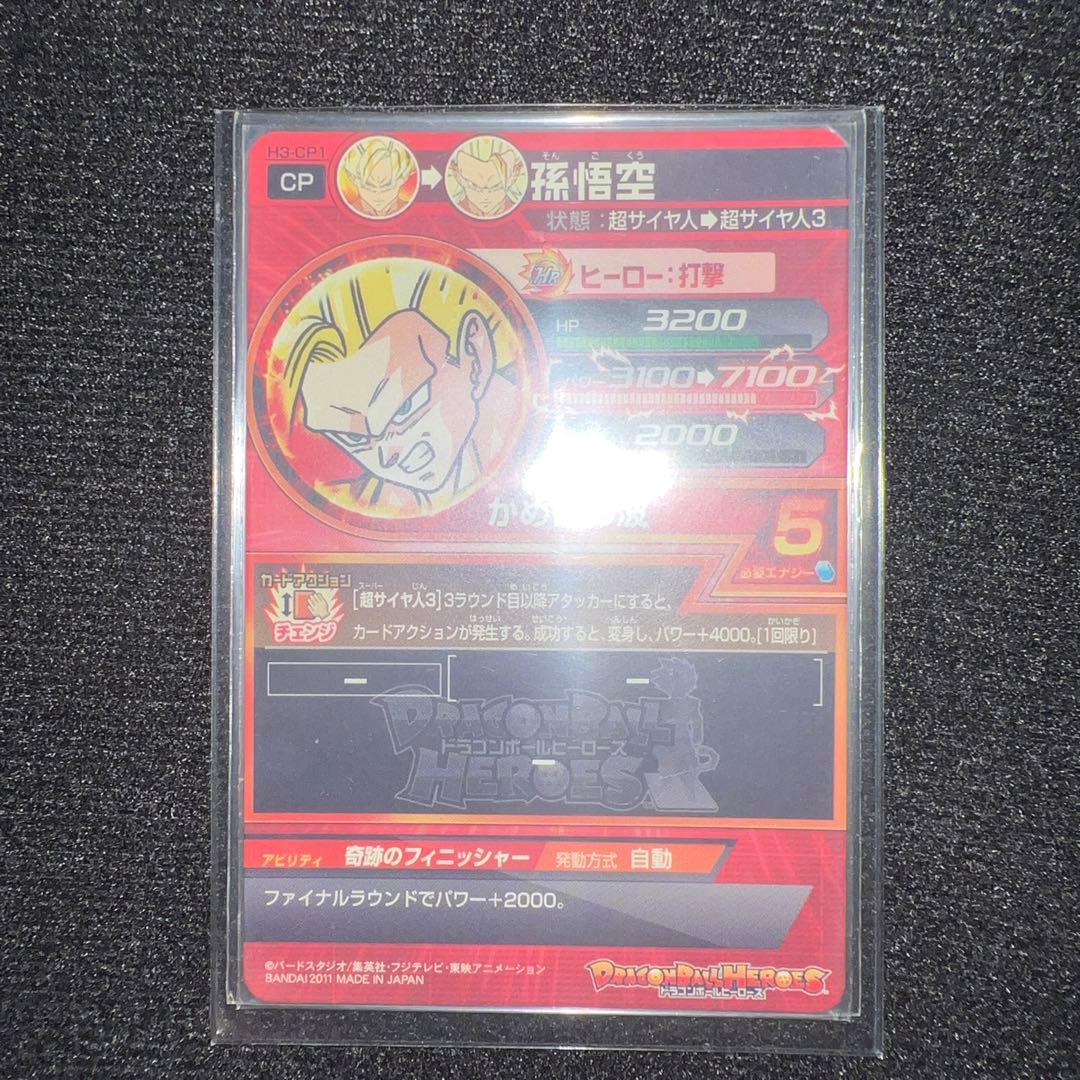 H3-CP1
CP
そん ご くう
孫悟空
状態：超サイヤ人➡超サイヤ人3
HR ヒーロー：打撃
HP 3200
パワー 3100➡7100
2000
5
必要エナジー
カードアクション
チェンジ
スーパー じん めいどき
[超サイヤ人3]3ラウンド目以降アタッカーにすると、
はっせい せいこう へんしん かいかぎ
カードアクションが発生する。成功すると、変身し、パワー+4000。[1回限り]
ー ー
DRAGON BALL
ドラゴンボールヒーローズ
HEROES
ー
アビリティ 奇跡のフィニッシャー 発動方式 自動
ファイナルラウンドでパワー+2000。
©バードスタジオ/集英社・フジテレビ・東映アニメーション
BANDAI 2011 MADE IN JAPAN
DRAGON BALL HEROES
ドラゴンボールヒーローズ